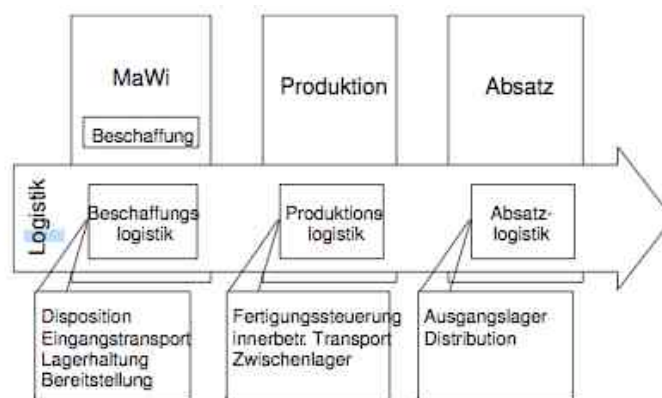 MaWi
Produktion
Absatz
Beschaffung
Logistik
Beschaffungs
logistik
Produktions
logistik
Absatz-
logistik
Disposition
Eingangstransport
Lagerhaltung
Bereitstellung
Fertigungssteuerung
innerbetr. Transport
Zwischenlager
Ausgangslager
Distribution